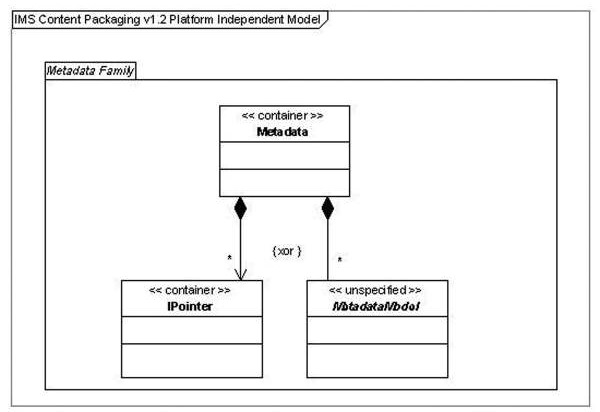 IMS Content Packaging v1.2 Platform Independent Model
Metadata Family
<< container >>
Metadata
* {xor } *
<< container >> << unspecified >>
IPointer MetadataModel